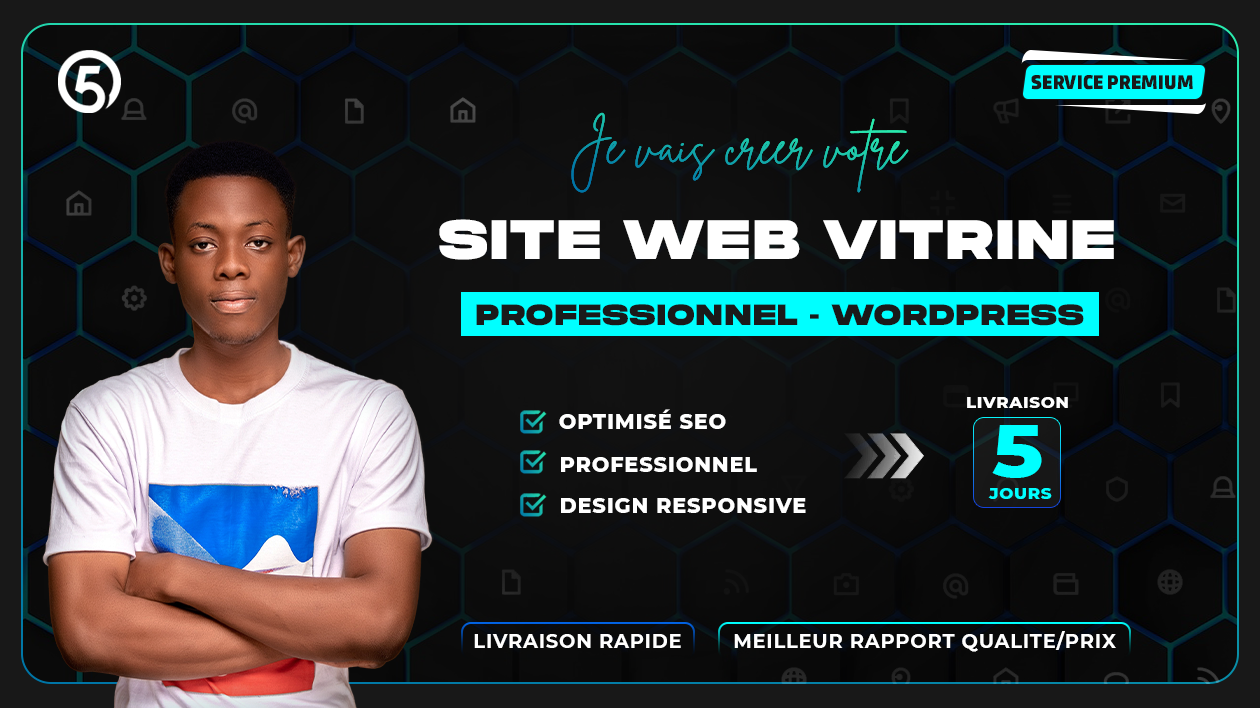 5
SERVICE PREMIUM
Je vais creer votre
SITE WEB VITRINE
PROFESSIONNEL - WORDPRESS
OPTIMISÉ SEO
PROFESSIONNEL
DESIGN RESPONSIVE
LIVRAISON
5
JOURS
LIVRAISON RAPIDE
MEILLEUR RAPPORT QUALITE/PRIX